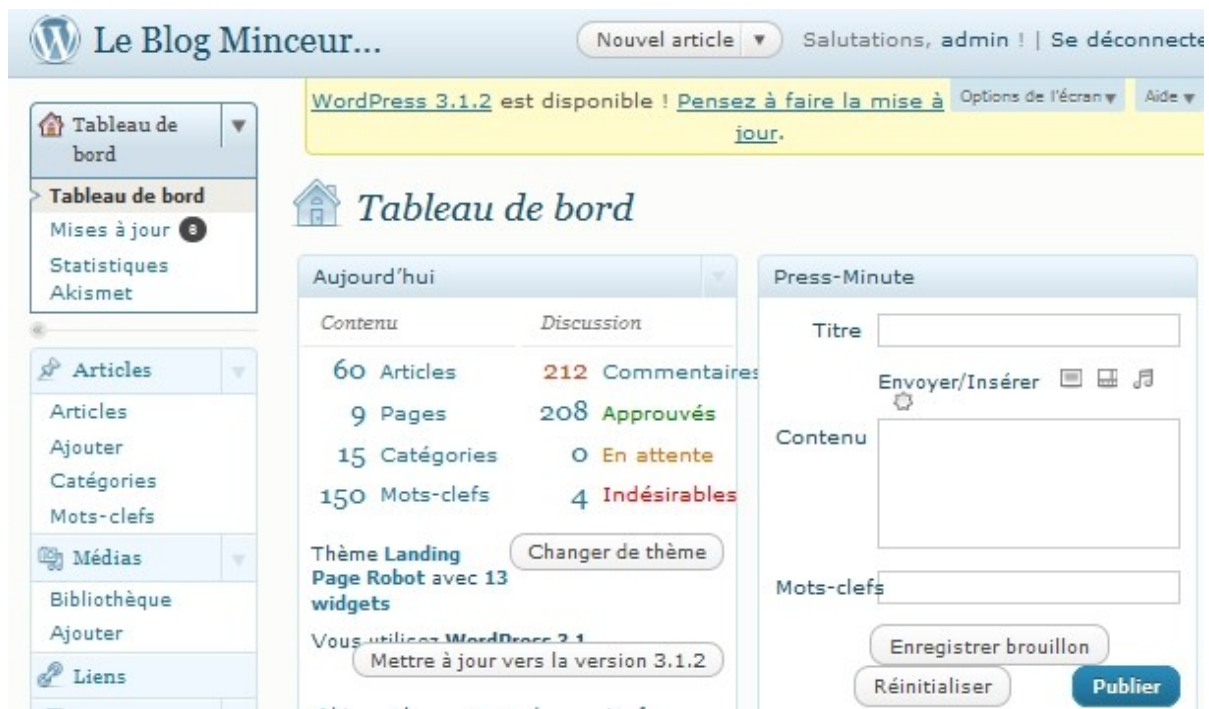 Le Blog Minceur...
Nouvel article
Salutations, admin ! | Se déconnecte
WordPress 3.1.2 est disponible ! Pensez à faire la mise à
jour.
Options de l'écran
Aide
Tableau de
bord
Tableau de bord
Mises à jour 8
Statistiques
Akismet
Articles
Articles
Ajouter
Catégories
Mots-clefs
Médias
Bibliothèque
Ajouter
Liens
Tableau de bord
Aujourd'hui
Contenu
Discussion
60 Articles
212 Commentaires
9 Pages
208 Approuvés
15 Catégories
0 En attente
150 Mots-clefs
4 Indésirables
Thème Landing
Page Robot avec 13
widgets
Changer de thème
Vous utilisez WordPress 3.1
Mettre à jour vers la version 3.1.2
Press-Minute
Titre
Envoyer/Insérer
Contenu
Mots-clefs
Enregistrer brouillon
Réinitialiser
Publier